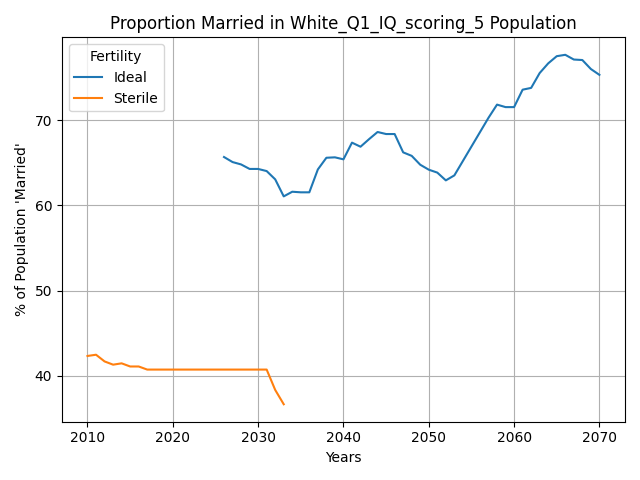 Proportion Married in White_Q1_IQ_scoring_5 Population
Fertility
Ideal
Sterile
% of Population 'Married'
70
60
50
40
2010 2020 2030 2040 2050 2060 2070
Years